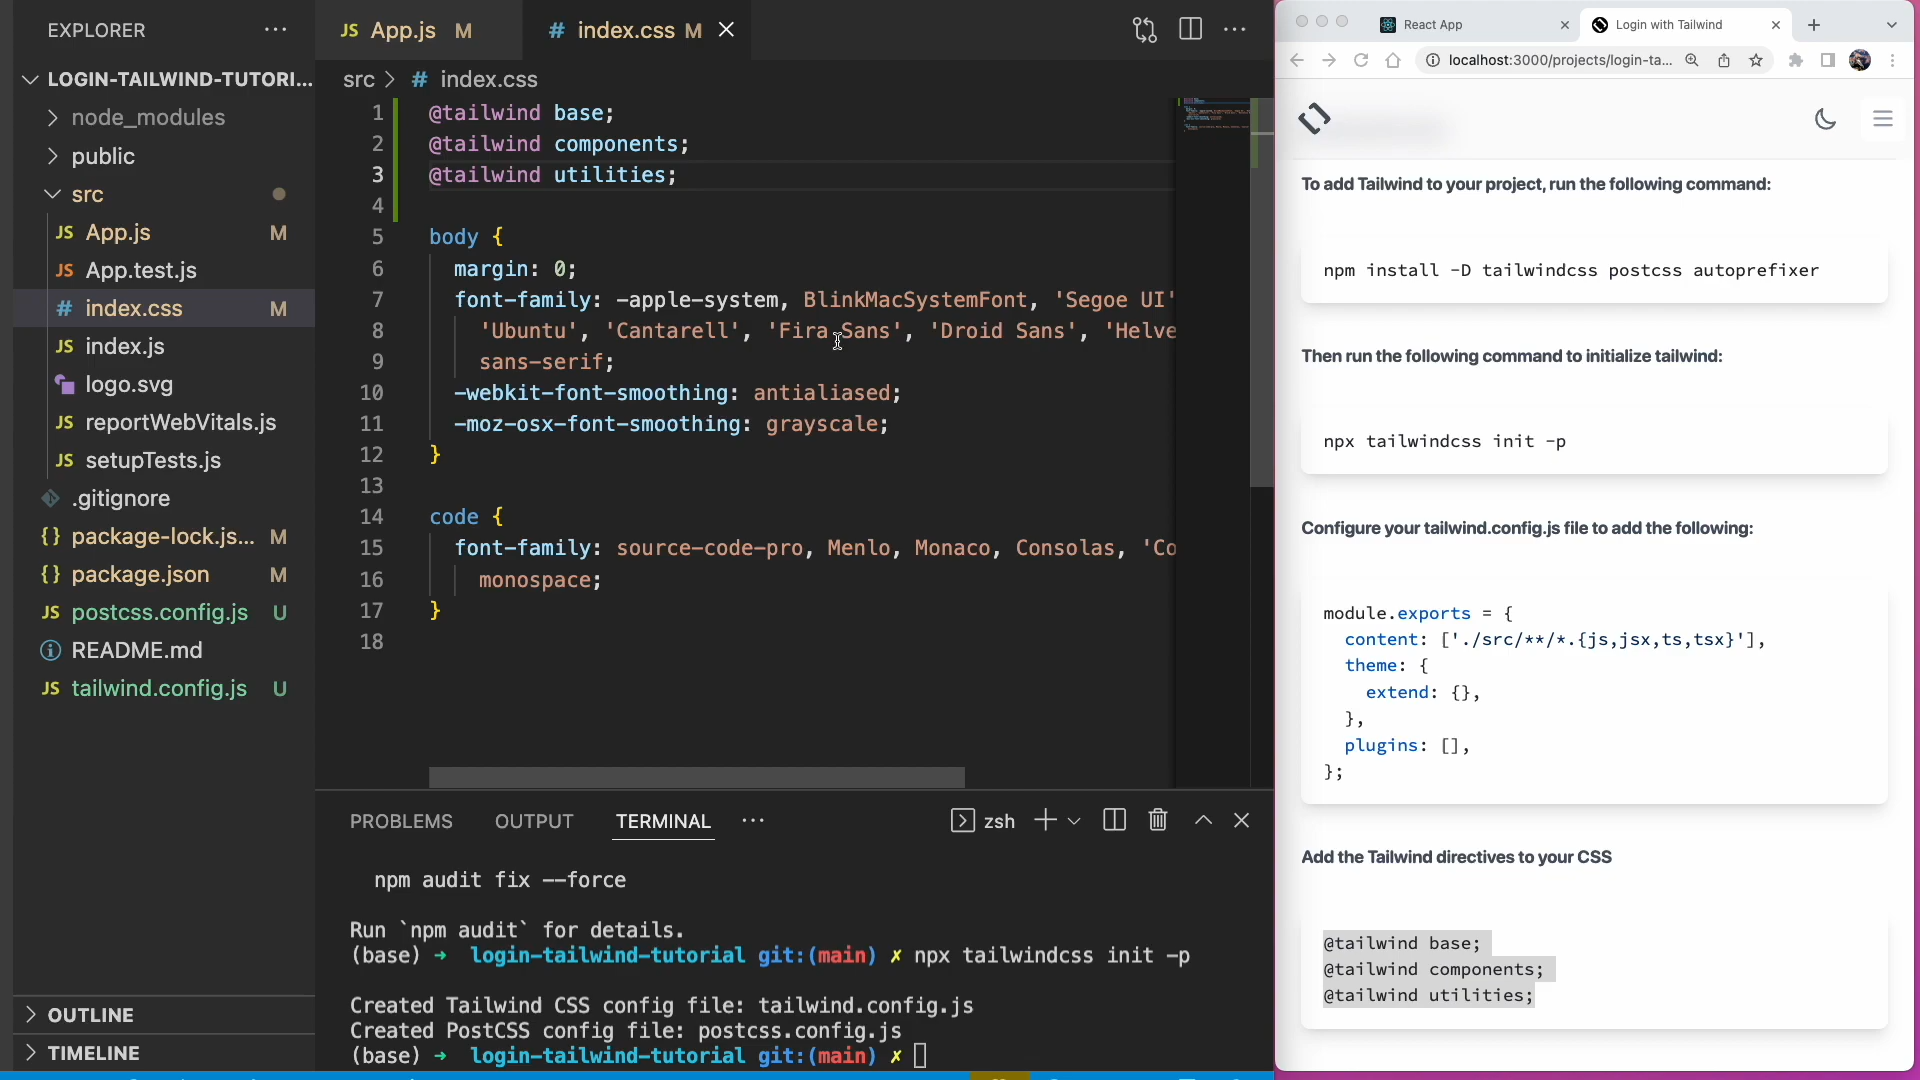 EXPLORER
LOGIN-TAILWIND-TUTORI...
node_modules
public
src
JS App.js M
JS App.test.js
# index.css M
JS index.js
logo.svg
JS reportWebVitals.js
JS setupTests.js
.gitignore
{} package-lock.js... M
{} package.json M
JS postcss.config.js U
README.md
JS tailwind.config.js U
OUTLINE
TIMELINE
JS App.js M
# index.css M
src > # index.css
1 @tailwind base;
2 @tailwind components;
3 @tailwind utilities;
4
5 body {
6 margin: 0;
7 font-family: -apple-system, BlinkMacSystemFont, 'Segoe UI'
8 'Ubuntu', 'Cantarell', 'Fira Sans', 'Droid Sans', 'Helve
9 sans-serif;
10 -webkit-font-smoothing: antialiased;
11 -moz-osx-font-smoothing: grayscale;
12 }
13
14 code {
15 font-family: source-code-pro, Menlo, Monaco, Consolas, 'Co
16 monospace;
17 }
18
PROBLEMS OUTPUT TERMINAL ... zsh
npm audit fix --force
Run `npm audit` for details.
(base) → login-tailwind-tutorial git:(main) ✗ npx tailwindcss init -p
Created Tailwind CSS config file: tailwind.config.js
Created PostCSS config file: postcss.config.js
(base) → login-tailwind-tutorial git:(main) ✗
React App
Login with Tailwind
localhost:3000/projects/login-ta...
To add Tailwind to your project, run the following command:
npm install -D tailwindcss postcss autoprefixer
Then run the following command to initialize tailwind:
npx tailwindcss init -p
Configure your tailwind.config.js file to add the following:
module.exports = {
content: ['./src/**/*.{js,jsx,ts,tsx}'],
theme: {
extend: {},
},
plugins: [],
};
Add the Tailwind directives to your CSS
@tailwind base;
@tailwind components;
@tailwind utilities;